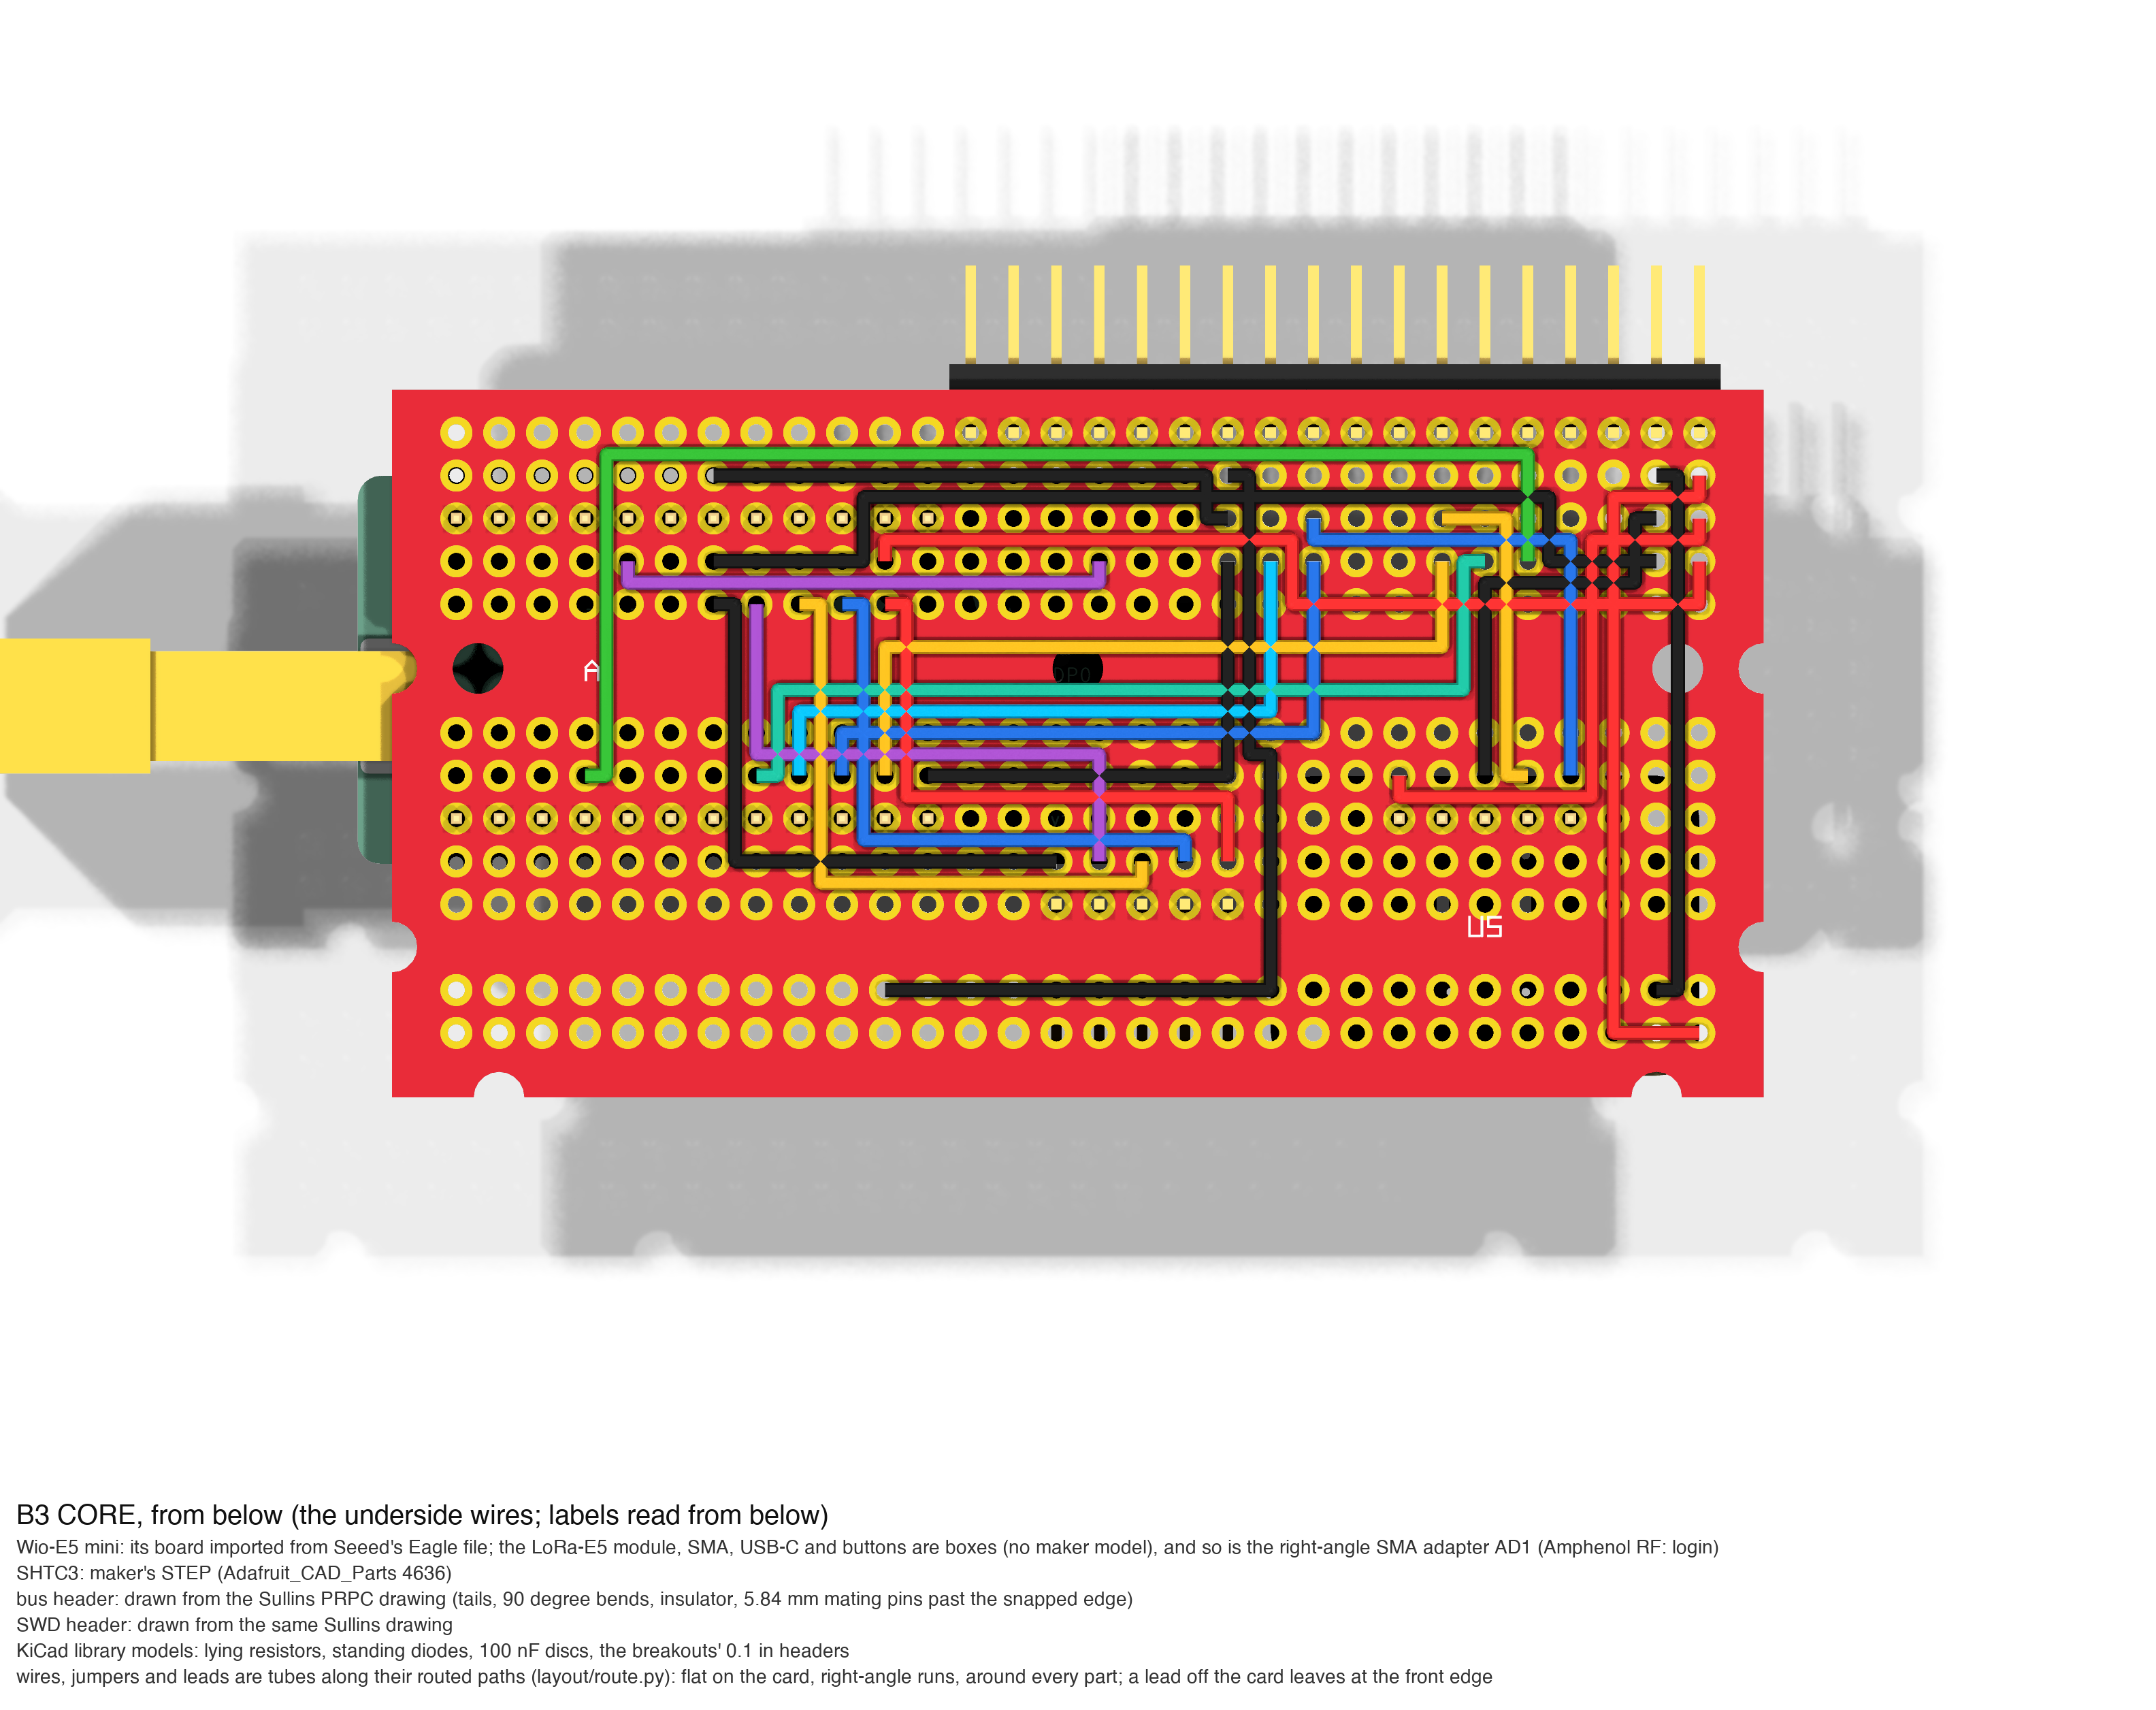 A
DP0
U5
B3 CORE, from below (the underside wires; labels read from below)
Wio-E5 mini: its board imported from Seeed's Eagle file; the LoRa-E5 module, SMA, USB-C and buttons are boxes (no maker model), and so is the right-angle SMA adapter AD1 (Amphenol RF: login)
SHTC3: maker's STEP (Adafruit_CAD_Parts 4636)
bus header: drawn from the Sullins PRPC drawing (tails, 90 degree bends, insulator, 5.84 mm mating pins past the snapped edge)
SWD header: drawn from the same Sullins drawing
KiCad library models: lying resistors, standing diodes, 100 nF discs, the breakouts' 0.1 in headers
wires, jumpers and leads are tubes along their routed paths (layout/route.py): flat on the card, right-angle runs, around every part; a lead off the card leaves at the front edge